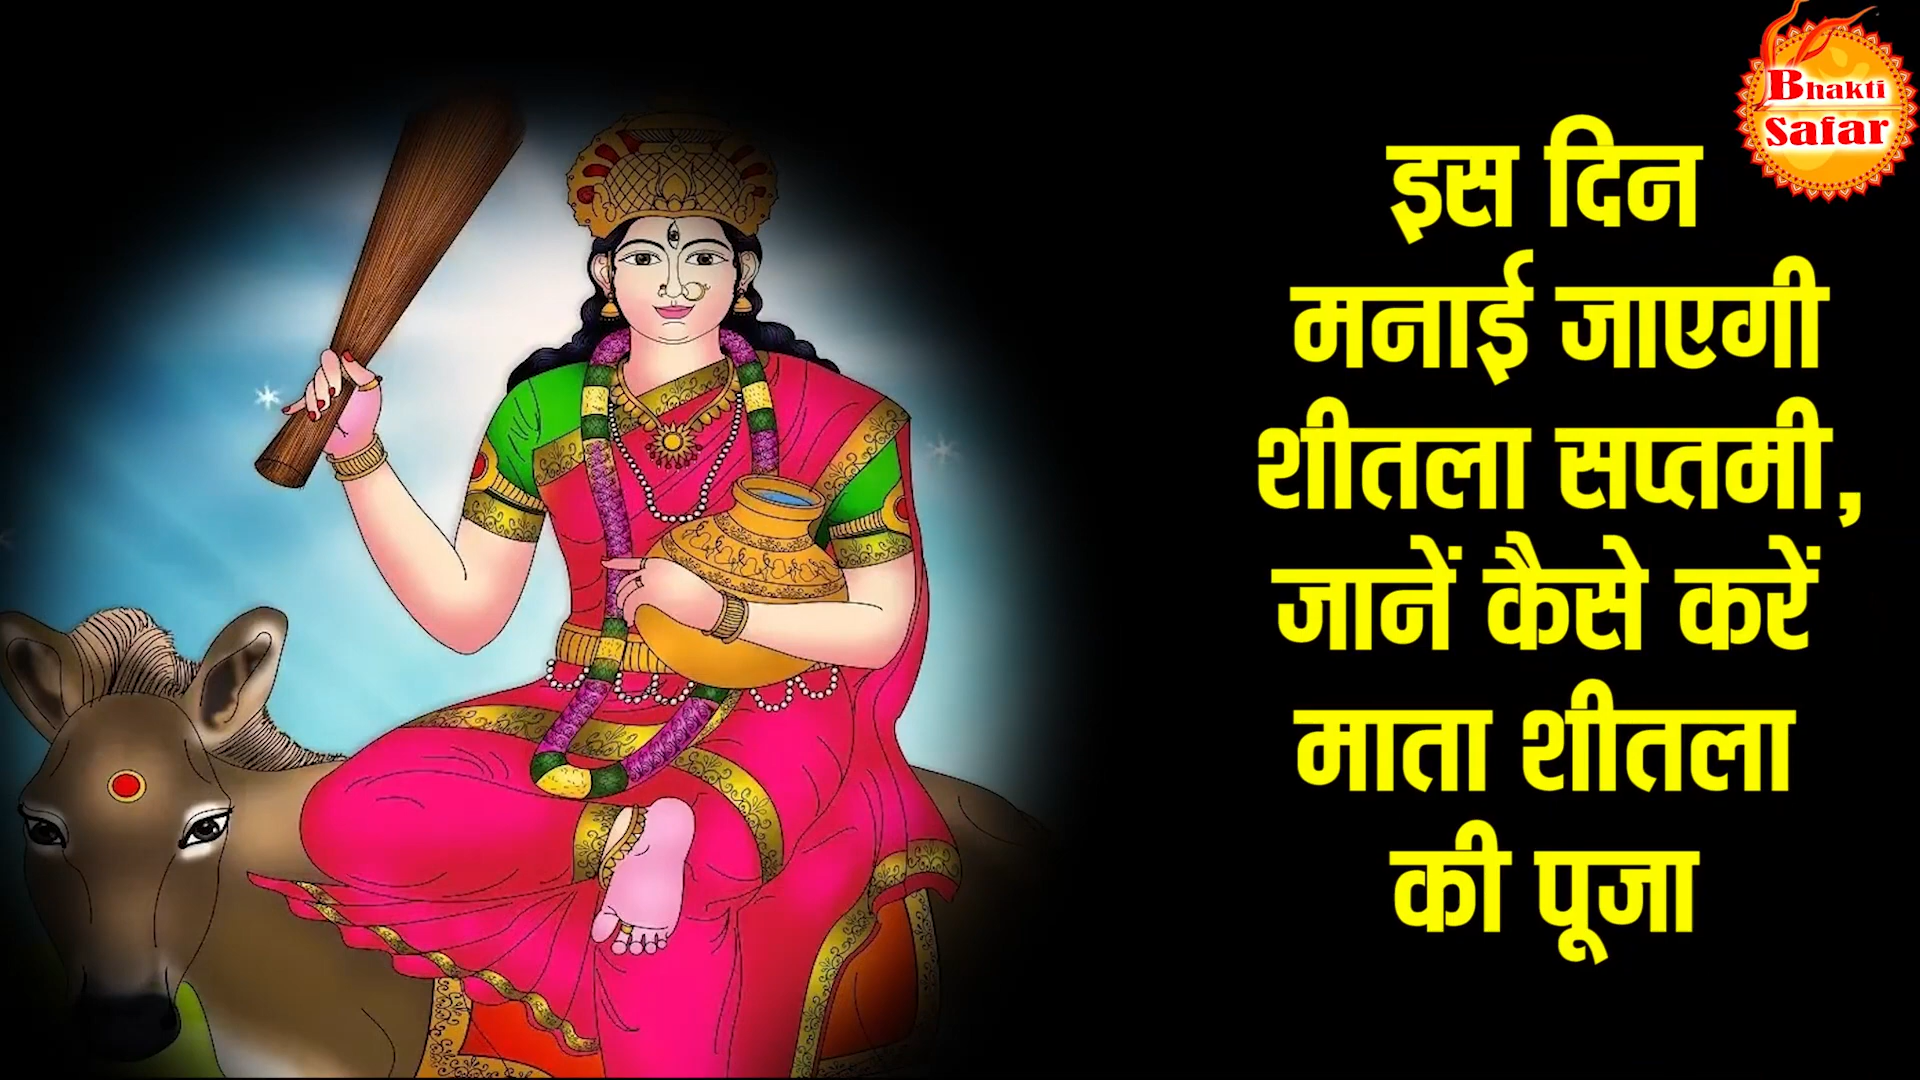 Bhakti
Safar
इस दिन
मनाई जाएगी
शीतला सप्तमी,
जानें कैसे करें
माता शीतला
की पूजा